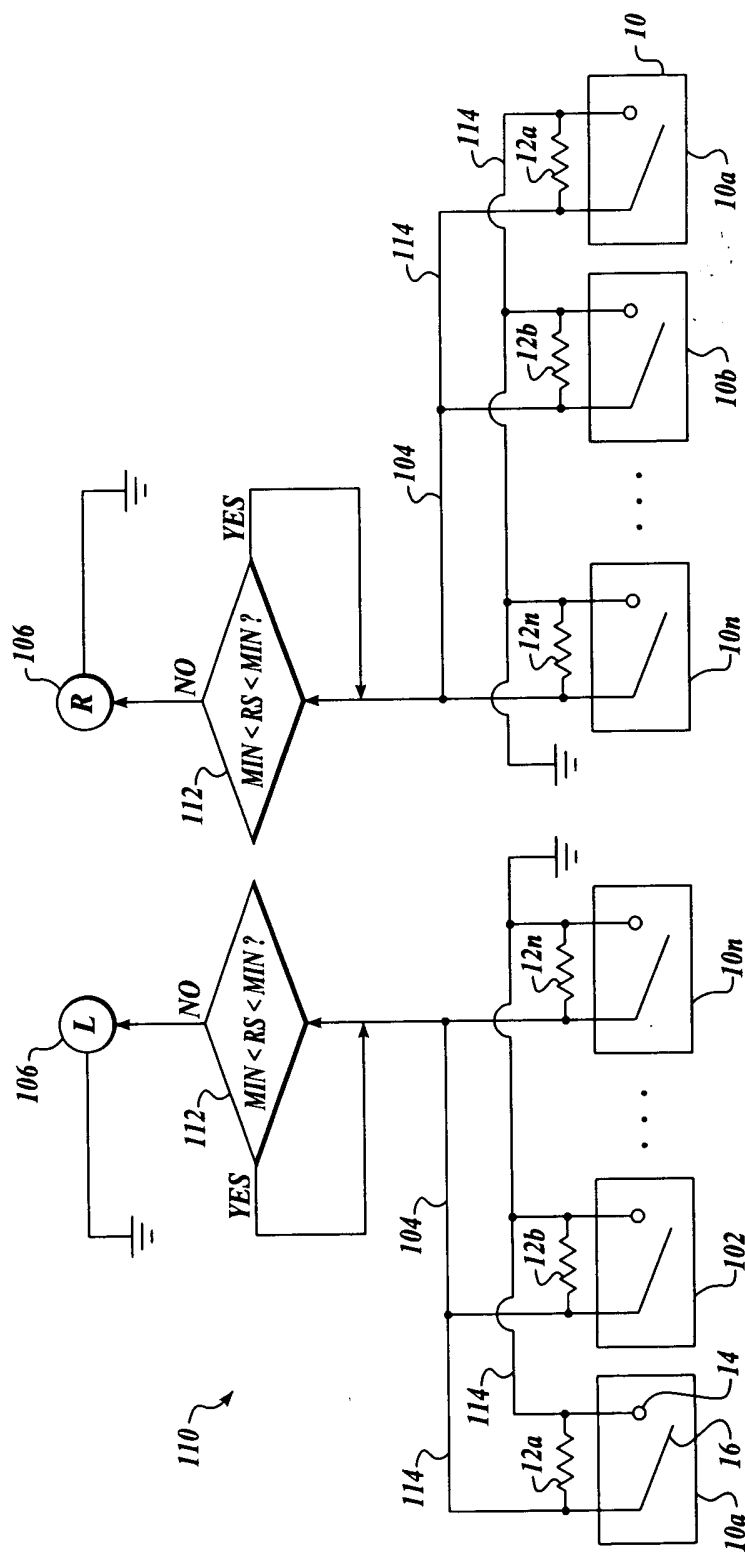 106
L
106
R
110
112
NO
MIN < RS < MIN?
YES
112
NO
MIN < RS < MIN?
YES
114
104
104
114
114
114
12a
12b
12n
12n
12b
12a
. . .
. . .
10
14
16
10a
102
10n
10n
10b
10a